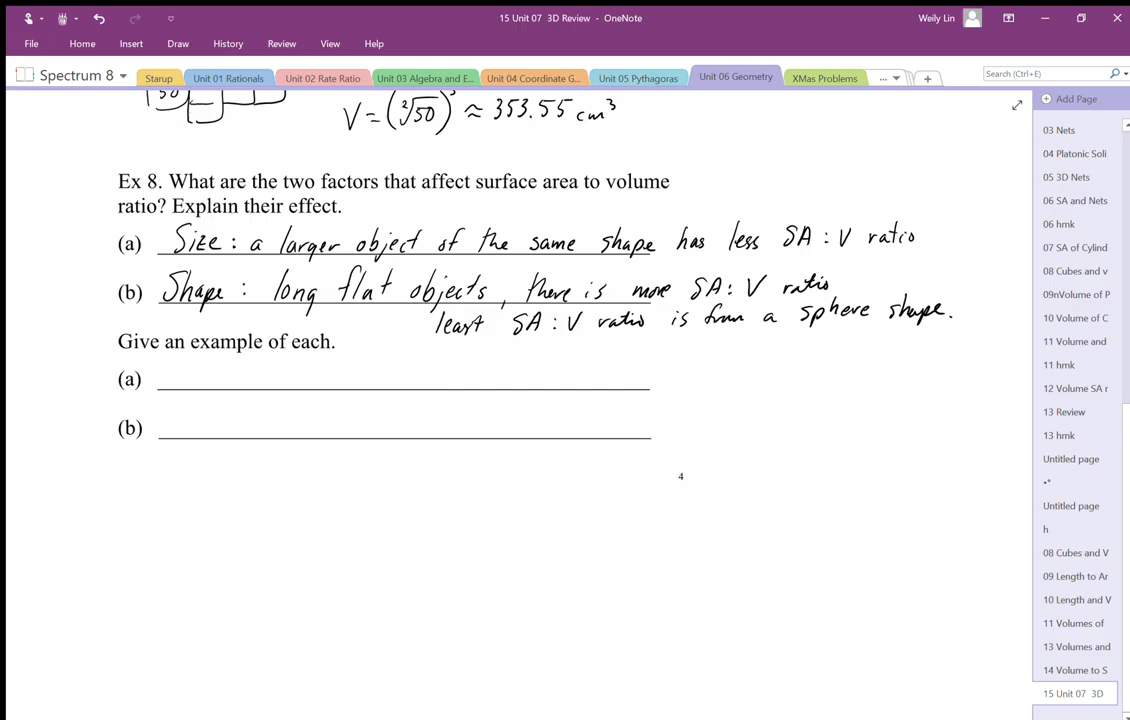 15 Unit 07 3D Review - OneNote
Weily Lin
File Home Insert Draw History Review View Help
Spectrum 8
Starup
Unit 01 Rationals
Unit 02 Rate Ratio
Unit 03 Algebra and E...
Unit 04 Coordinate G...
Unit 05 Pythagoras
Unit 06 Geometry
XMas Problems
...
Search (Ctrl+E)
50
V = (²√50)³ ≈ 353.55 cm³
Ex 8. What are the two factors that affect surface area to volume
ratio? Explain their effect.
(a) Size : a larger object of the same shape has less SA : V ratio
(b) Shape : long flat objects, there is more SA : V ratio
least SA : V ratio is from a sphere shape.
Give an example of each.
(a)
(b)
4
Add Page
03 Nets
04 Platonic Soli
05 3D Nets
06 SA and Nets
06 hmk
07 SA of Cylind
08 Cubes and v
09nVolume of P
10 Volume of C
11 Volume and
11 hmk
12 Volume SA r
13 Review
13 hmk
Untitled page
•*
Untitled page
h
08 Cubes and V
09 Length to Ar
10 Length and V
11 Volumes of
13 Volumes and
14 Volume to S
15 Unit 07 3D